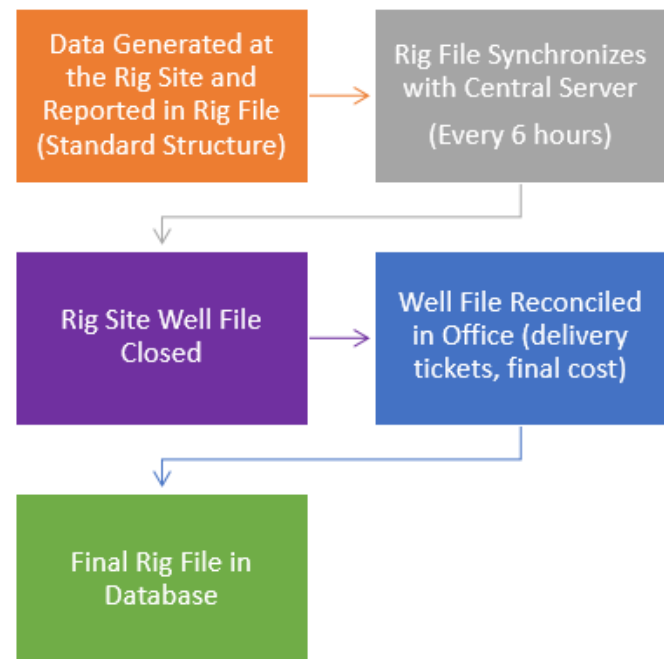 Data Generated at
the Rig Site and
Reported in Rig File
(Standard Structure)
Rig File Synchronizes
with Central Server
(Every 6 hours)
Rig Site Well File
Closed
Well File Reconciled
in Office (delivery
tickets, final cost)
Final Rig File in
Database